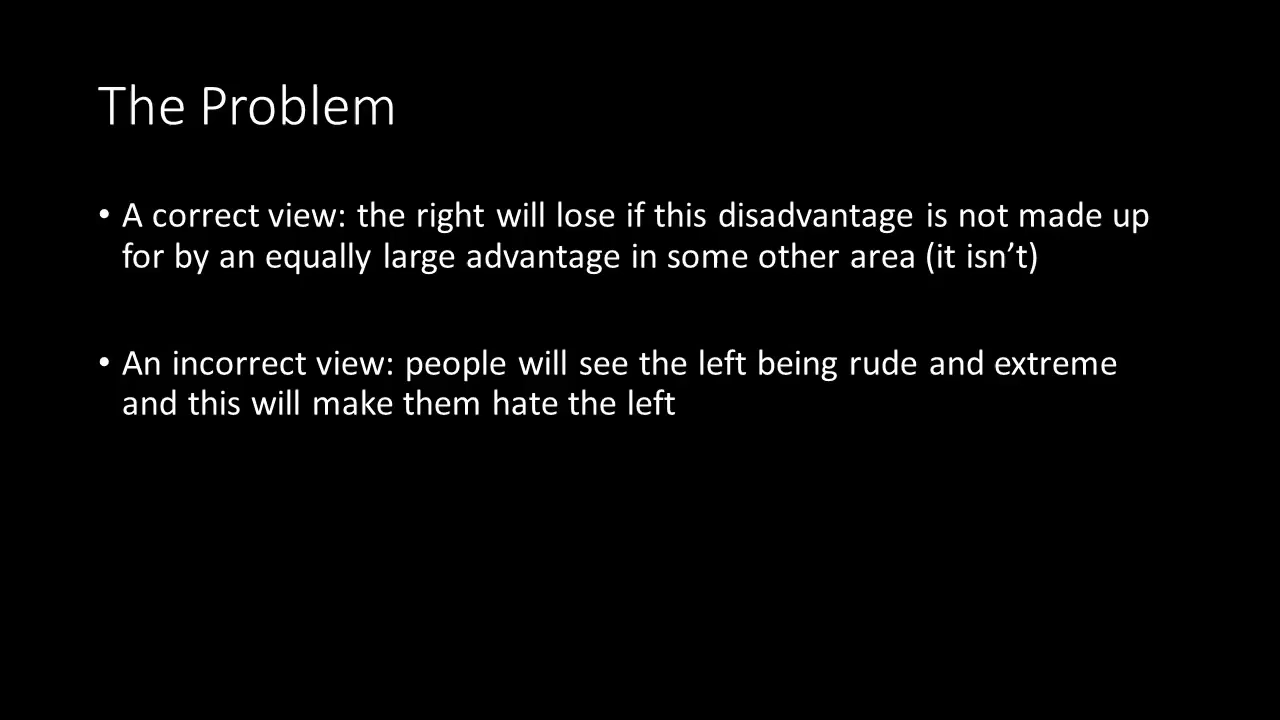 The Problem
• A correct view: the right will lose if this disadvantage is not made up
for by an equally large advantage in some other area (it isn’t)
• An incorrect view: people will see the left being rude and extreme
and this will make them hate the left